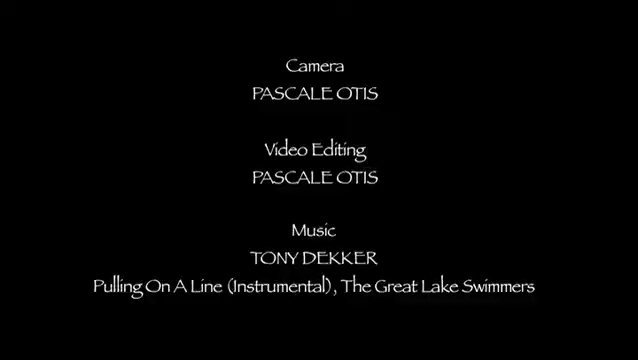 Camera
PASCALE OTIS
Video Editing
PASCALE OTIS
Music
TONY DEKKER
Pulling On A Line (Instrumental), The Great Lake Swimmers